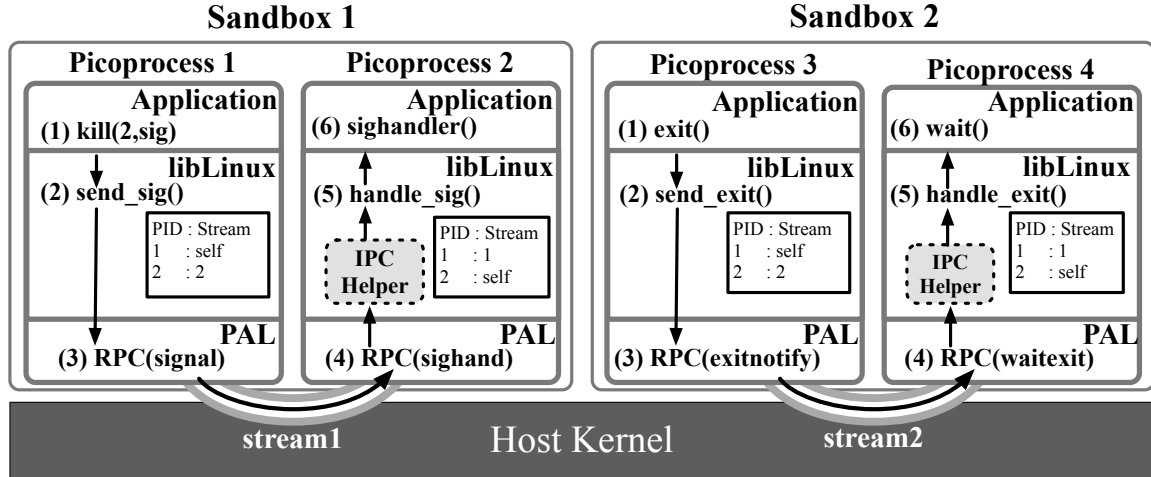 Sandbox 1
Picoprocess 1
Application
(1) kill(2,sig)
libLinux
(2) send_sig()
PID : Stream
1 : self
2 : 2
PAL
(3) RPC(signal)
Picoprocess 2
Application
(6) sighandler()
libLinux
(5) handle_sig()
IPC
Helper
PID : Stream
1 : 1
2 : self
PAL
(4) RPC(sighand)
stream1
Sandbox 2
Picoprocess 3
Application
(1) exit()
libLinux
(2) send_exit()
PID : Stream
1 : self
2 : 2
PAL
(3) RPC(exitnotify)
Picoprocess 4
Application
(6) wait()
libLinux
(5) handle_exit()
IPC
Helper
PID : Stream
1 : 1
2 : self
PAL
(4) RPC(waitexit)
stream2
Host Kernel